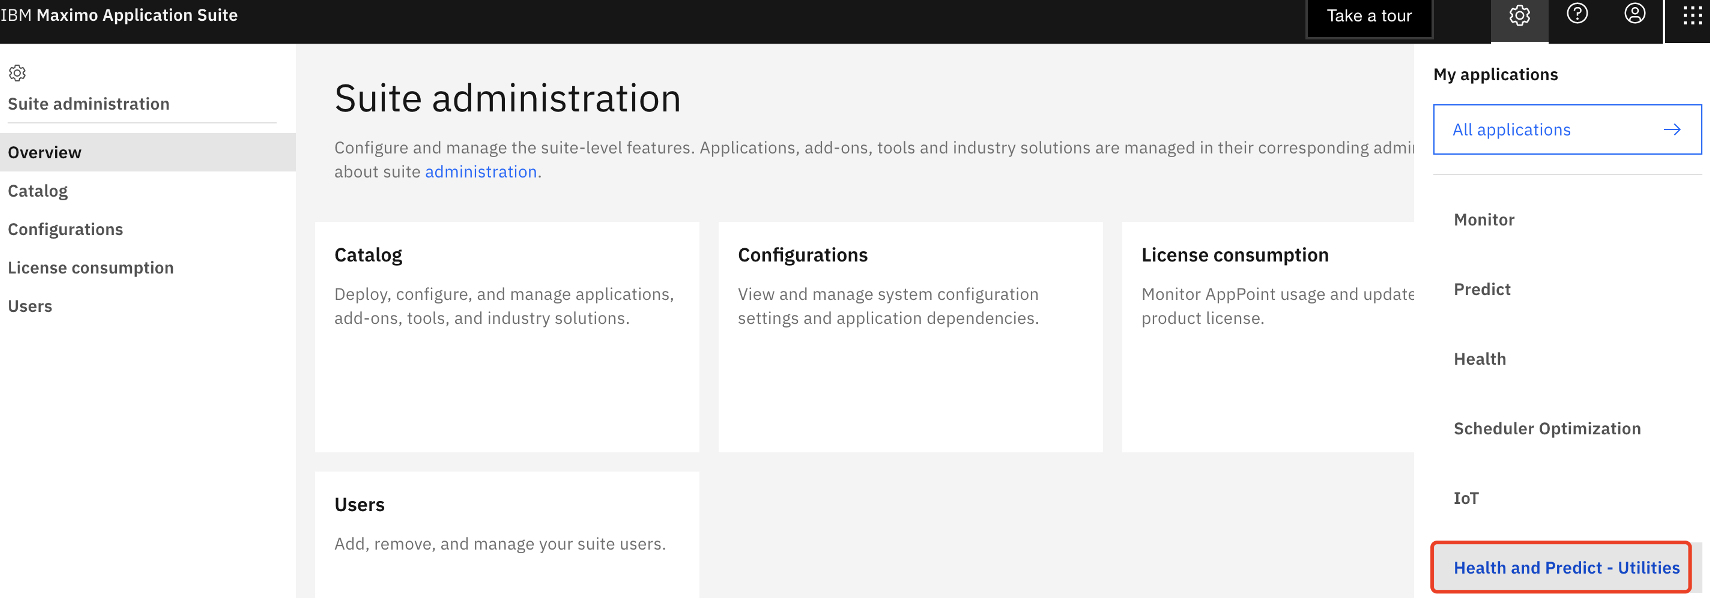 IBM Maximo Application Suite
Take a tour
Suite administration
Overview
Catalog
Configurations
License consumption
Users
Suite administration
Configure and manage the suite-level features. Applications, add-ons, tools and industry solutions are managed in their corresponding admi
about suite administration.
Catalog
Deploy, configure, and manage applications,
add-ons, tools, and industry solutions.
Configurations
View and manage system configuration
settings and application dependencies.
License consumption
Monitor AppPoint usage and update
product license.
Users
Add, remove, and manage your suite users.
My applications
All applications
Monitor
Predict
Health
Scheduler Optimization
IoT
Health and Predict - Utilities